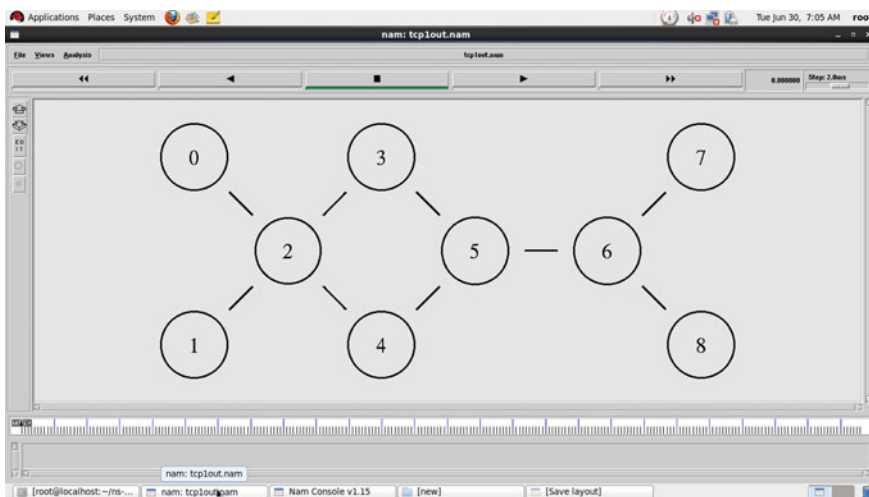 Applications Places System
Tue Jun 30, 7:05 AM root
nam: tcp1out.nam
File Views Analysis
tcp1out.nam
0.000000
Step: 2.0ms
0
3
7
2
5
6
1
4
8
nam: tcp1out.nam
[root@localhost:~/ns-...
nam: tcp1out.nam
Nam Console v1.15
[new]
[Save layout]